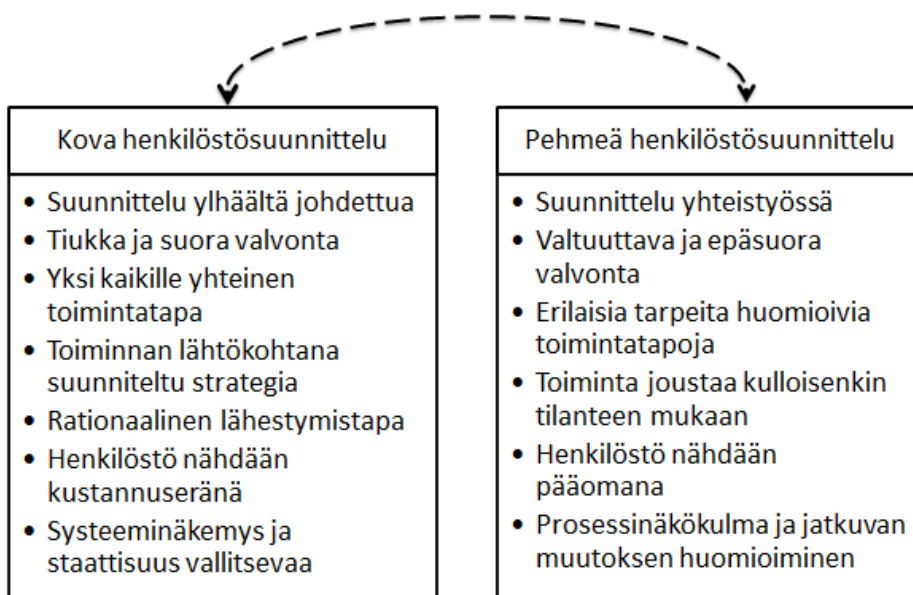 Kova henkilöstösuunnittelu
• Suunnittelu ylhäältä johdettua
• Tiukka ja suora valvonta
• Yksi kaikille yhteinen
toimintatapa
• Toiminnan lähtökohtana
suunniteltu strategia
• Rationaalinen lähestymistapa
• Henkilöstö nähdään
kustannuseränä
• Systeeminäkemys ja
staattisuus vallitsevaa
Pehmeä henkilöstösuunnittelu
• Suunnittelu yhteistyössä
• Valtuuttava ja epäsuora
valvonta
• Erilaisia tarpeita huomioivia
toimintatapoja
• Toiminta joustaa kulloisenkin
tilanteen mukaan
• Henkilöstö nähdään
pääomana
• Prosessinäkökulma ja jatkuvan
muutoksen huomioiminen